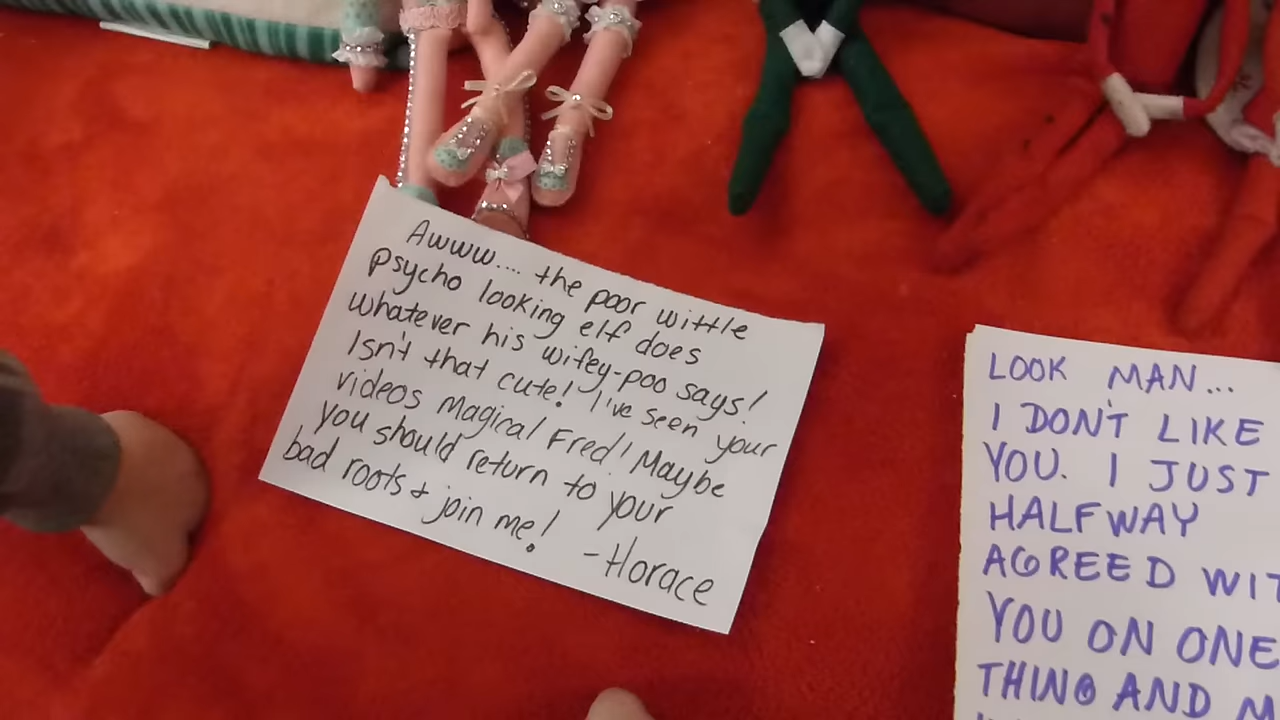 Awww.... the poor wittle
psycho looking elf does
whatever his wifey-poo says!
Isn't that cute! I've seen your
videos Magical Fred! Maybe
you should return to your
bad roots & join me!
-Horace
LOOK MAN...
I DON'T LIKE
YOU. I JUST
HALFWAY
AGREED
YOU ON ONE
THING AND